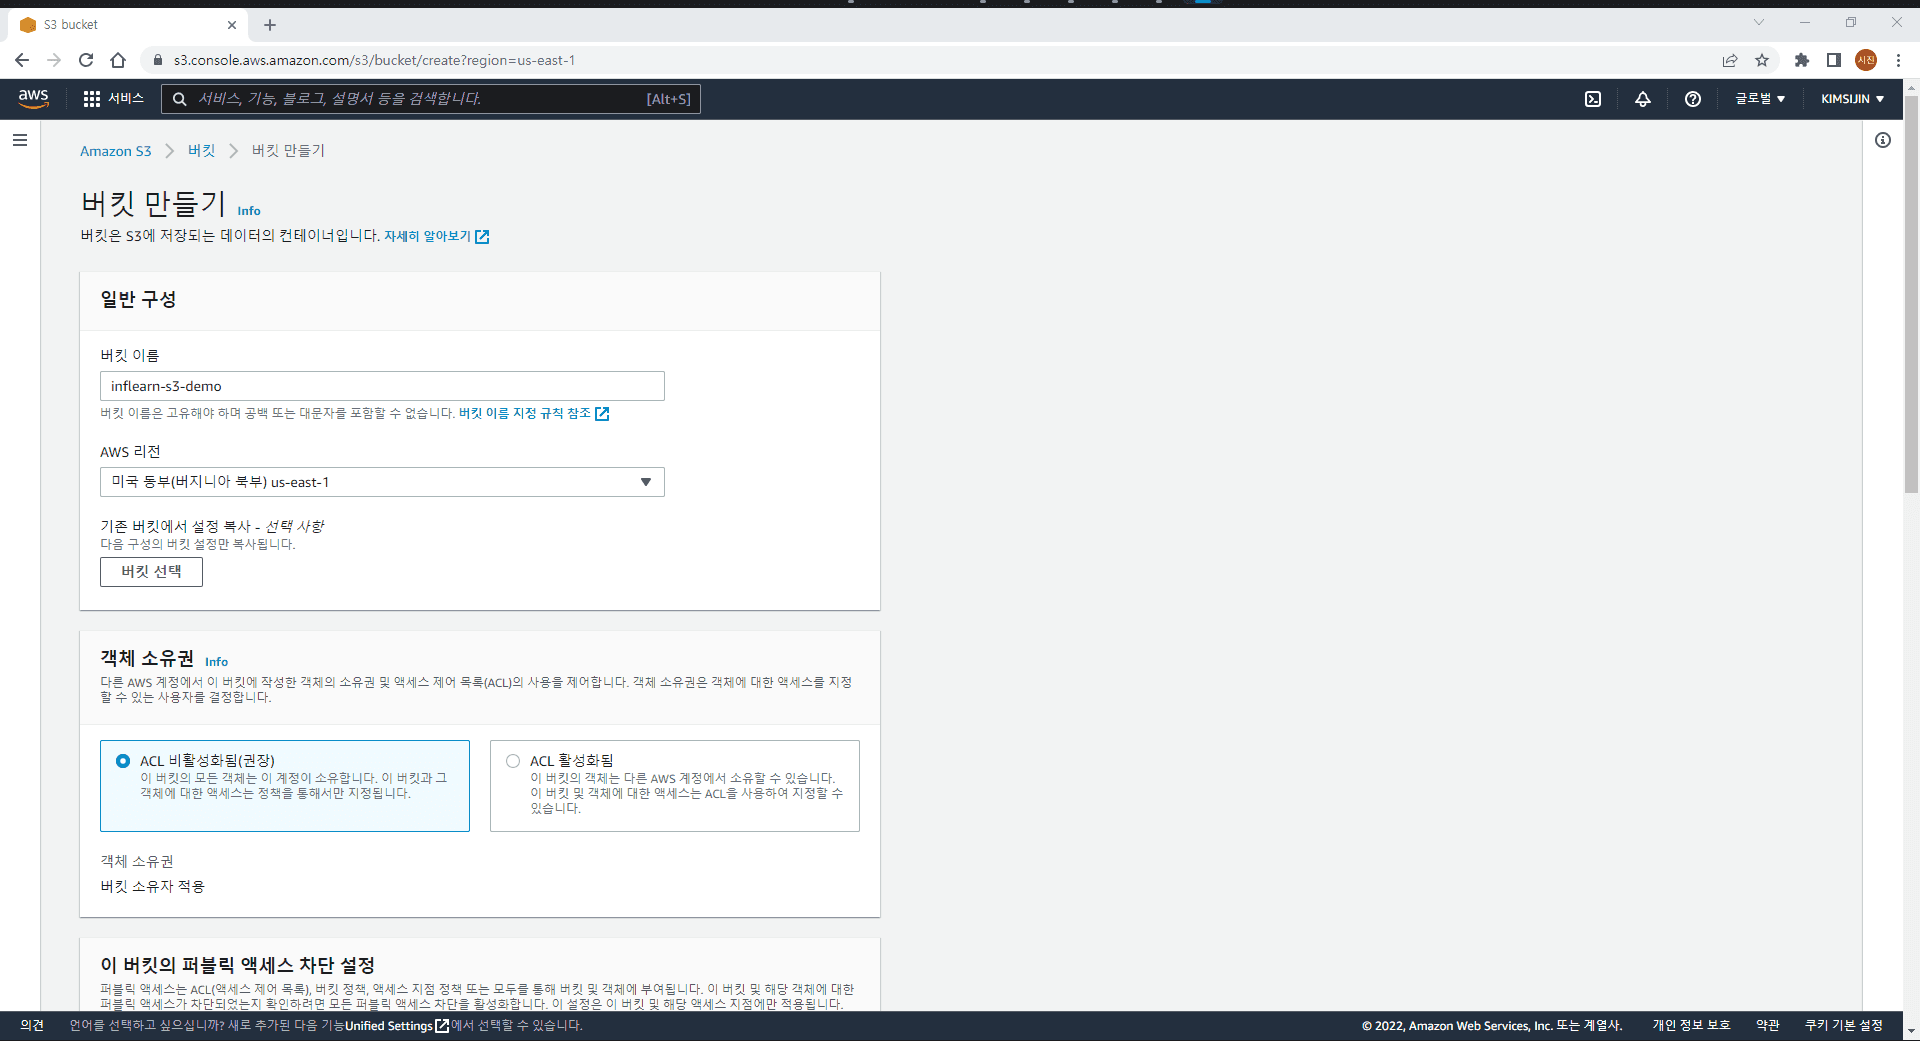 S3 bucket
s3.console.aws.amazon.com/s3/bucket/create?region=us-east-1
시진
aws
서비스
서비스, 기능, 블로그, 설명서 등을 검색합니다.
[Alt+S]
글로벌
KIMSIJIN
Amazon S3
버킷
버킷 만들기
버킷 만들기 Info
버킷은 S3에 저장되는 데이터의 컨테이너입니다. 자세히 알아보기
일반 구성
버킷 이름
inflearn-s3-demo
버킷 이름은 고유해야 하며 공백 또는 대문자를 포함할 수 없습니다. 버킷 이름 지정 규칙 참조
AWS 리전
미국 동부(버지니아 북부) us-east-1
기존 버킷에서 설정 복사 - 선택 사항
다음 구성의 버킷 설정만 복사됩니다.
버킷 선택
객체 소유권 Info
다른 AWS 계정에서 이 버킷에 작성한 객체의 소유권 및 액세스 제어 목록(ACL)의 사용을 제어합니다. 객체 소유권은 객체에 대한 액세스를 지정
할 수 있는 사용자를 결정합니다.
ACL 비활성화됨(권장)
이 버킷의 모든 객체는 이 계정이 소유합니다. 이 버킷과 그
객체에 대한 액세스는 정책을 통해서만 지정됩니다.
ACL 활성화됨
이 버킷의 객체는 다른 AWS 계정에서 소유할 수 있습니다.
이 버킷 및 객체에 대한 액세스는 ACL을 사용하여 지정할 수
있습니다.
객체 소유권
버킷 소유자 적용
이 버킷의 퍼블릭 액세스 차단 설정
퍼블릭 액세스는 ACL(액세스 제어 목록), 버킷 정책, 액세스 지점 정책 또는 모두를 통해 버킷 및 객체에 부여됩니다. 이 버킷 및 해당 객체에 대한
퍼블릭 액세스가 차단되었는지 확인하려면 모든 퍼블릭 액세스 차단을 활성화합니다. 이 설정은 이 버킷 및 해당 액세스 지점에만 적용됩니다.
의견
언어를 선택하고 싶으십니까? 새로 추가된 다음 기능Unified Settings에서 선택할 수 있습니다.
© 2022, Amazon Web Services, Inc. 또는 계열사.
개인 정보 보호
약관
쿠키 기본 설정